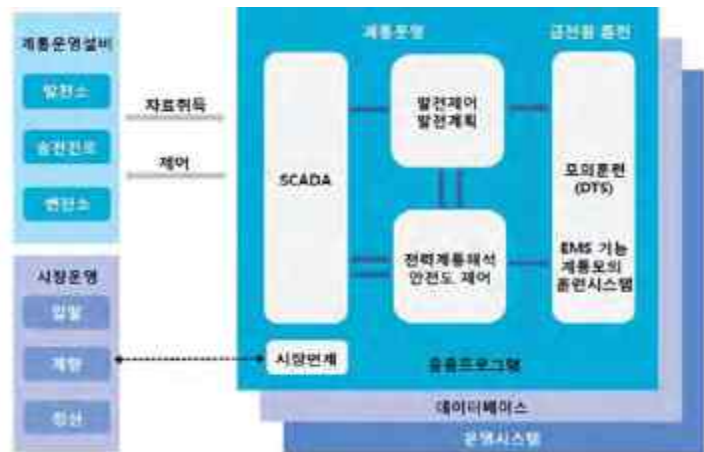 계통운영설비
발전소
송전선로
변전소
자료취득
제어
시장운영
입찰
계량
정산
계통운영
급전원 훈련
SCADA
발전제어
발전계획
전력계통해석
안전도 제어
모의훈련
(DTS)
EMS 기능
계통모의
훈련시스템
시장연계
응용프로그램
데이터베이스
운영시스템